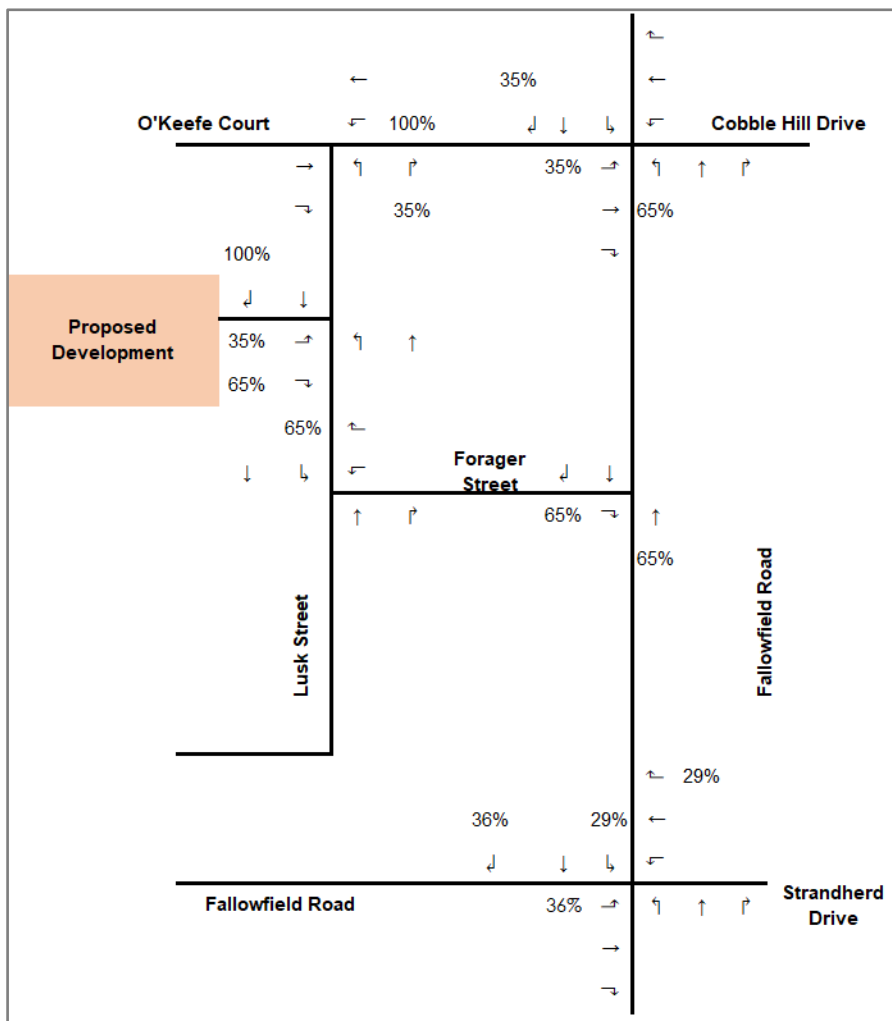 35%
O'Keefe Court
100%
Cobble Hill Drive
35%
35%
65%
100%
Proposed
Development
35%
65%
65%
Forager
Street
65%
65%
Lusk Street
Fallowfield Road
29%
36%
29%
Fallowfield Road
36%
Strandherd
Drive